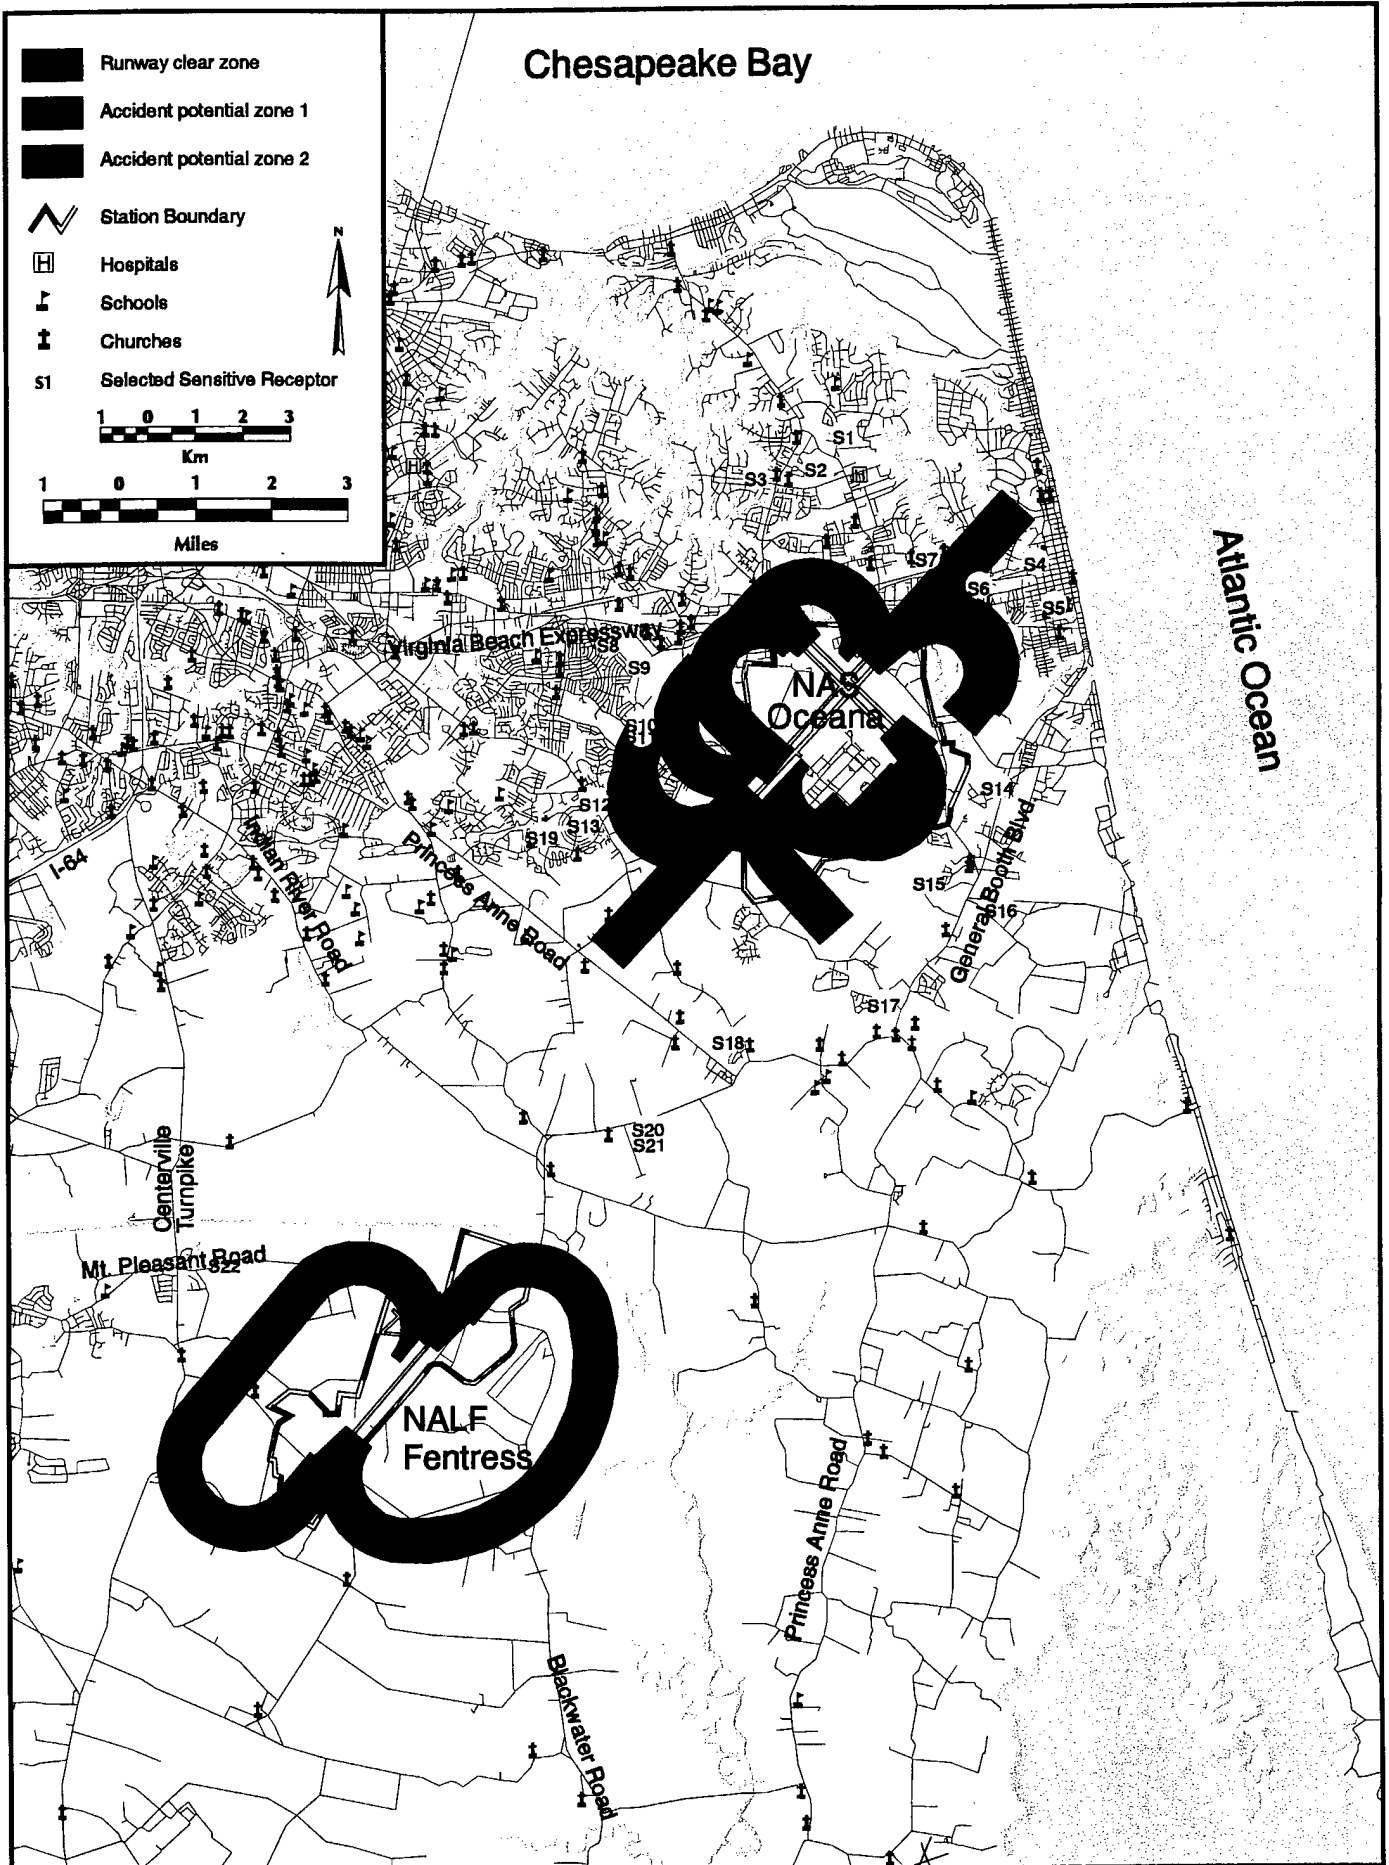 Chesapeake Bay
Runway clear zone
Accident potential zone 1
Accident potential zone 2
Station Boundary
N
H
Hospitals
Schools
Churches
S1
Selected Sensitive Receptor
1 0 1 2 3
Km
1 0 1 2 3
Miles
H
S1
S2
S3
H
S7
S4
S6
S5
Atlantic Ocean
Virginia Beach Expressway
S8
S9
NAS
Oceana
S10
S11
S14
S12
S13
S19
General Booth Blvd.
I-64
Indian River Road
Princess Anne Road
S15
S16
S17
S18
S20
S21
Centerville
Turnpike
Mt. Pleasant Road
S22
NALF
Fentress
Princess Anne Road
Blackwater Road